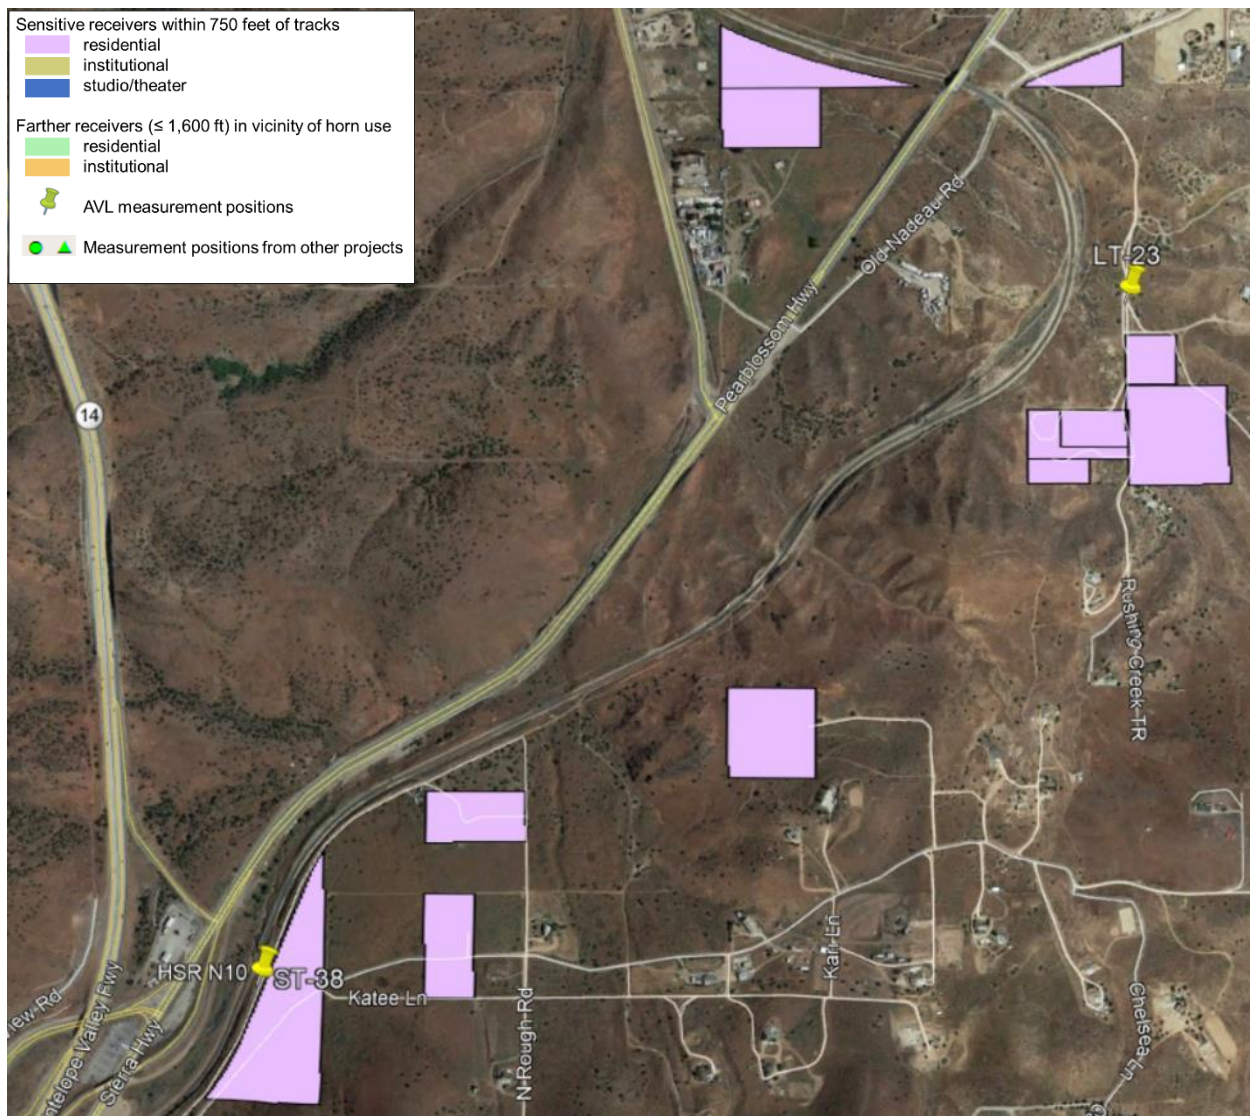 Sensitive receivers within 750 feet of tracks
residential
institutional
studio/theater
Farther receivers (≤ 1,600 ft) in vicinity of horn use
residential
institutional
AVL measurement positions
Measurement positions from other projects
Old Nadeau Rd
LT-23
Pearblossom Hwy
14
Rushing Creek TR
HSR N10
ST-38
Katee Ln
Kari Ln
N Rough Rd
Chelsea Ln
iew Rd
ntelope Valley Fwy
Sierra Hwy